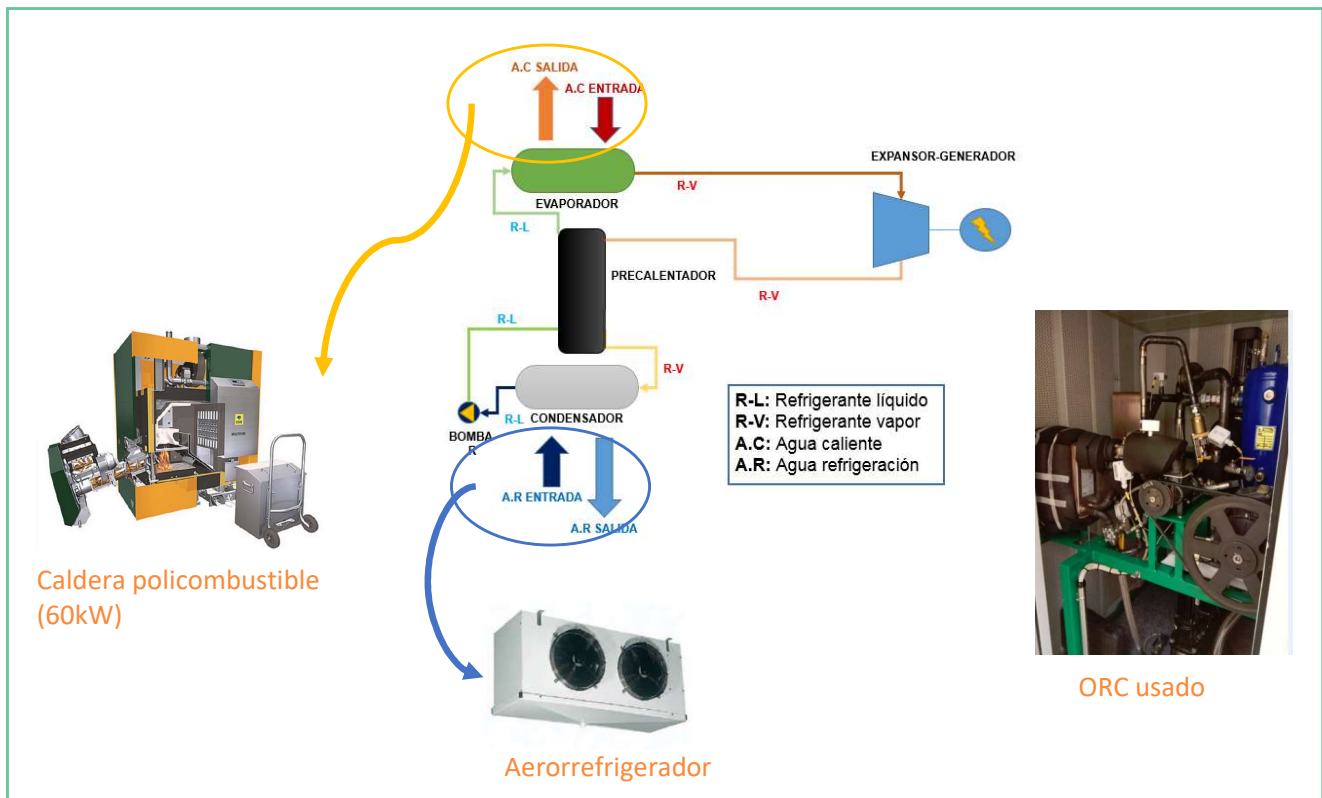 A.C SALIDA
A.C ENTRADA
EXPANSOR-GENERADOR
R-V
EVAPORADOR
R-L
PRECALENTADOR
R-V
R-L
R-V
R-L: Refrigerante líquido
R-V: Refrigerante vapor
A.C: Agua caliente
A.R: Agua refrigeración
R-L
CONDENSADOR
BOMBA
R
A.R ENTRADA
A.R SALIDA
Caldera policombustible
(60kW)
ORC usado
Aerorrefrigerador